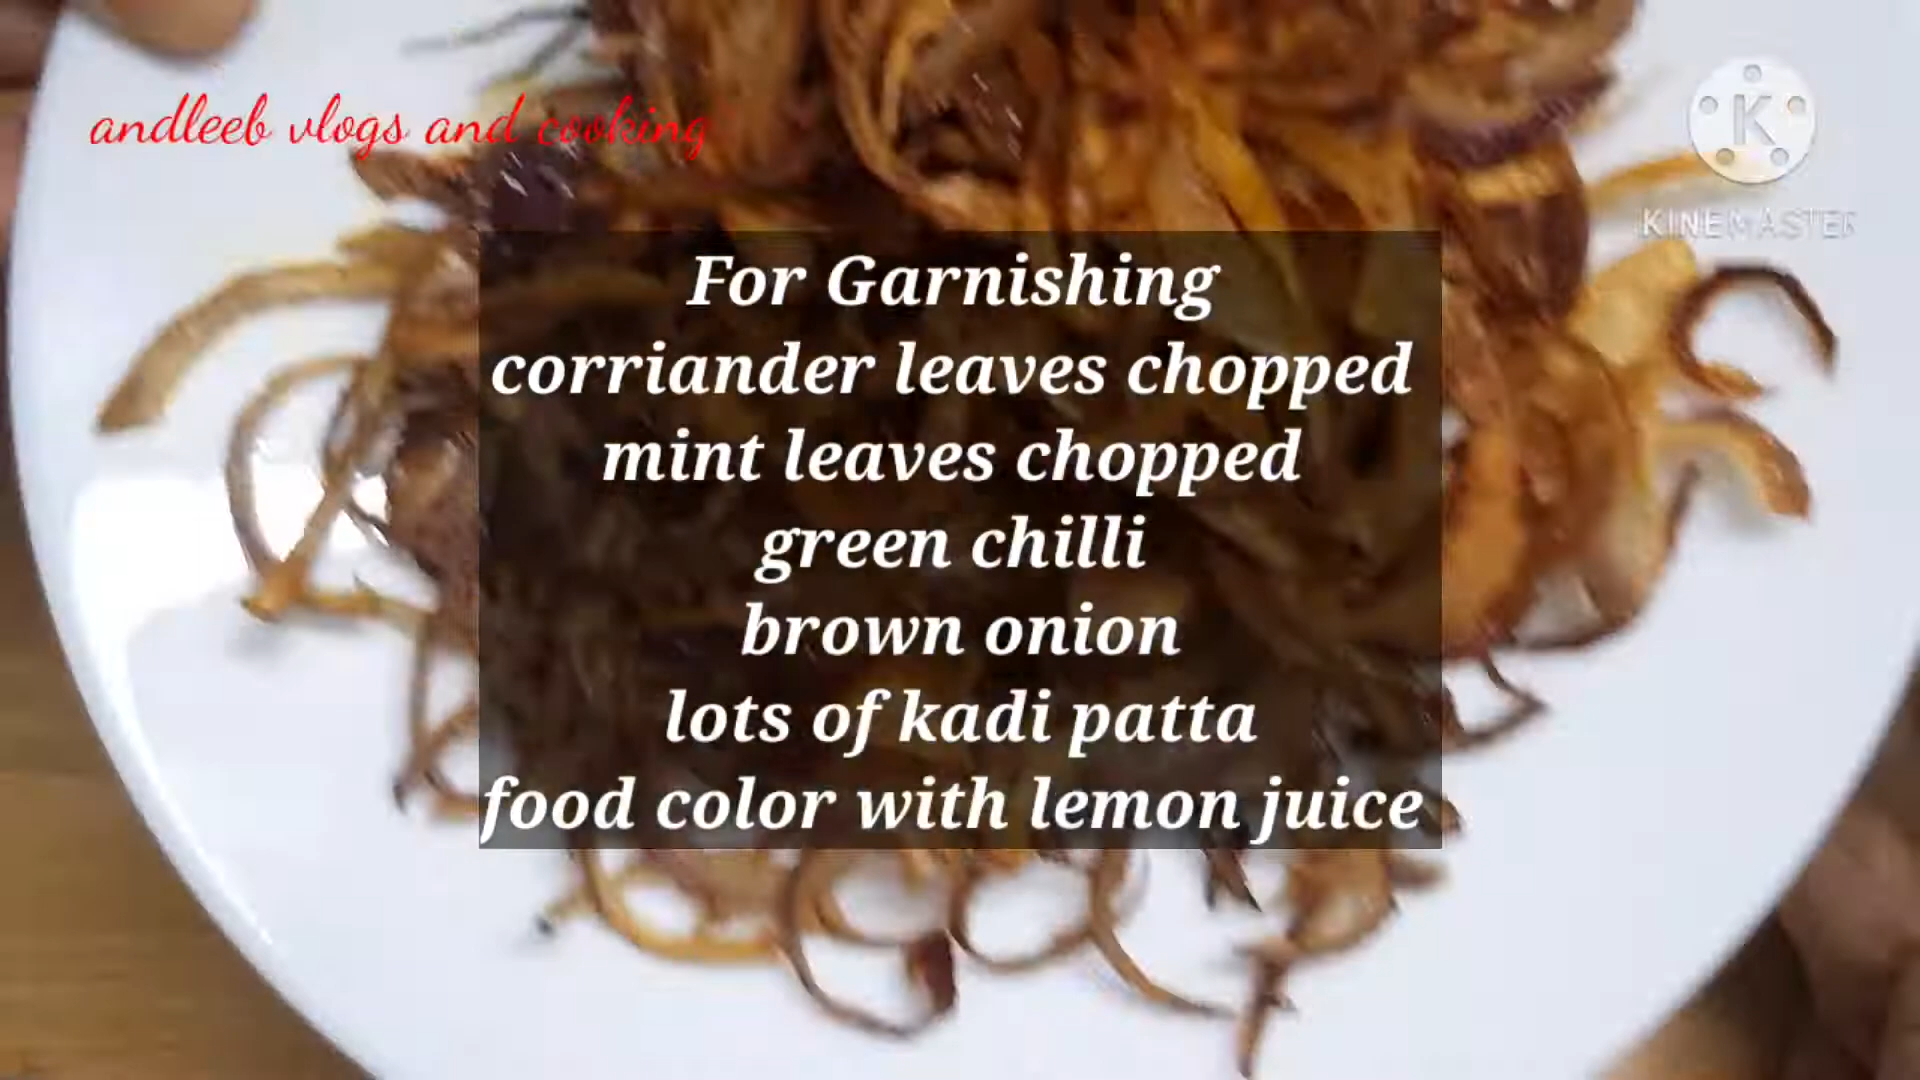 andleeb vlogs and cooking
K
KINEMASTER
For Garnishing
corriander leaves chopped
mint leaves chopped
green chilli
brown onion
lots of kadi patta
food color with lemon juice